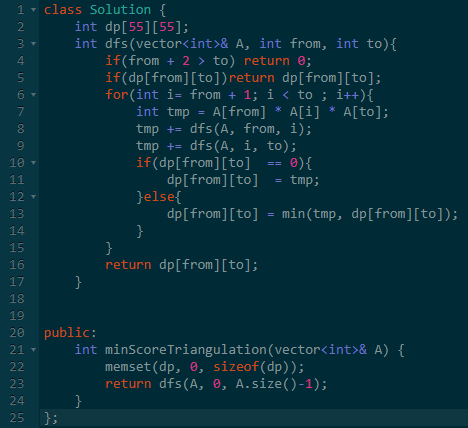 1 class Solution {
2     int dp[55][55];
3     int dfs(vector<int>& A, int from, int to){
4         if(from + 2 > to) return 0;
5         if(dp[from][to])return dp[from][to];
6         for(int i= from + 1; i < to ; i++){
7             int tmp = A[from] * A[i] * A[to];
8             tmp += dfs(A, from, i);
9             tmp += dfs(A, i, to);
10             if(dp[from][to]  == 0){
11                 dp[from][to]  = tmp;
12             }else{
13                 dp[from][to] = min(tmp, dp[from][to]);
14             }
15         }
16         return dp[from][to];
17     }
18
19
20 public:
21     int minScoreTriangulation(vector<int>& A) {
22         memset(dp, 0, sizeof(dp));
23         return dfs(A, 0, A.size()-1);
24     }
25 };